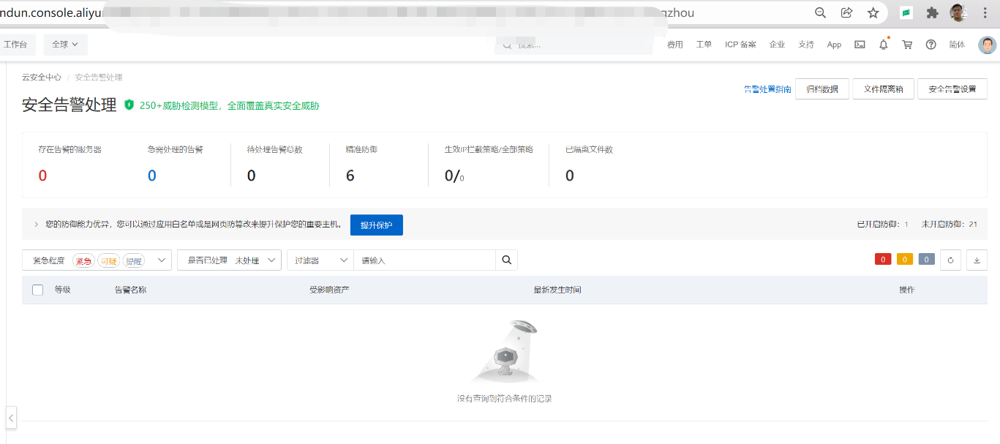 ndun.console.aliyun
gzhou
工作台 全球 搜索... 费用 工单 ICP 备案 企业 支持 App 简体
云安全中心 / 安全告警处理
安全告警处理 250+威胁检测模型，全面覆盖真实安全威胁
告警处置指南 归档数据 文件隔离箱 安全告警设置
存在告警的服务器 急需处理的告警 待处理告警总数 精准防御 生效IP拦截策略/全部策略 已隔离文件数
0 0 0 6 0/0 0
您的防御能力优异，您可以通过应用白名单或是网页防篡改来提升保护您的重要主机。 提升保护 已开启防御：1 未开启防御：21
紧急程度 紧急 可疑 提醒 是否已处理 未处理 过滤器 请输入 0 0 0
等级 告警名称 受影响资产 最新发生时间 操作
没有查询到符合条件的记录